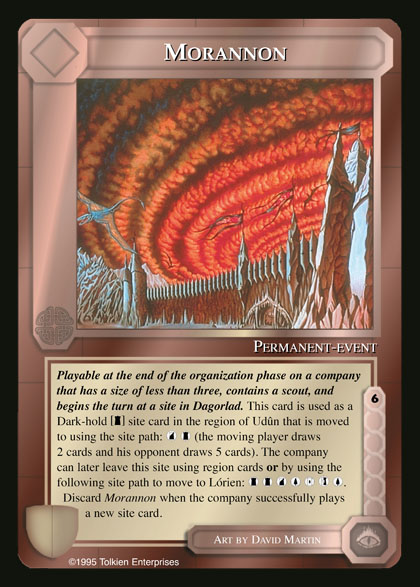 Morannon
Permanent-event
Playable at the end of the organization phase on a company
that has a size of less than three, contains a scout, and
begins the turn at a site in Dagorlad. This card is used as a
Dark-hold [] site card in the region of Udûn that is moved
to using the site path: (the moving player draws
2 cards and his opponent draws 5 cards). The company
can later leave this site using region cards or by using the
following site path to move to Lórien: .
Discard Morannon when the company successfully plays
a new site card.
6
Art by David Martin
©1995 Tolkien Enterprises